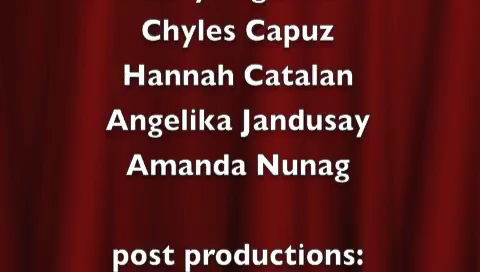 Chyles Capuz
Hannah Catalan
Angelika Jandusay
Amanda Nunag
post productions: